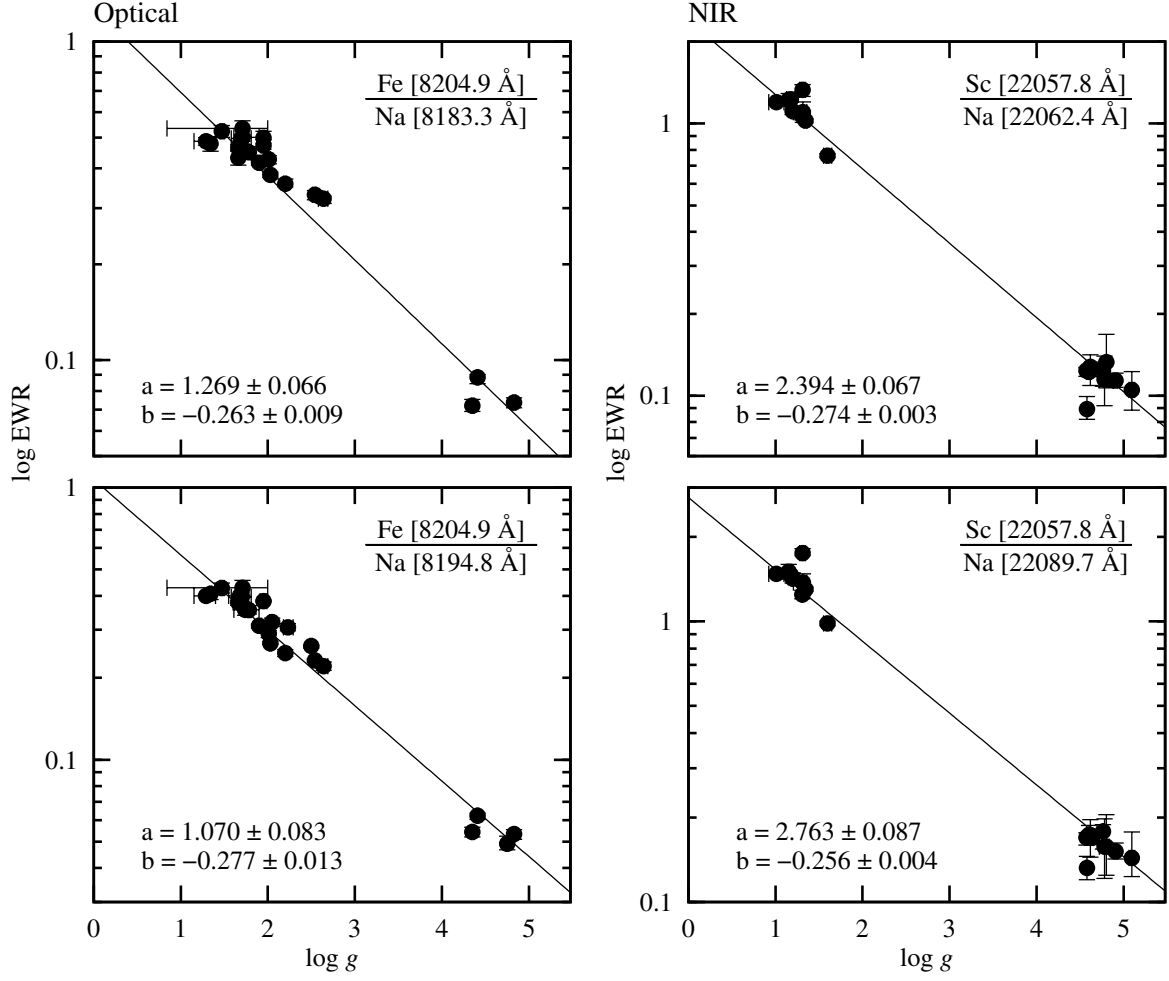 Optical
NIR
1
0.1
log EWR
Fe [8204.9 Å]
Na [8183.3 Å]
a = 1.269 ± 0.066
b = −0.263 ± 0.009
1
0.1
log EWR
Sc [22057.8 Å]
Na [22062.4 Å]
a = 2.394 ± 0.067
b = −0.274 ± 0.003
1
0.1
Fe [8204.9 Å]
Na [8194.8 Å]
a = 1.070 ± 0.083
b = −0.277 ± 0.013
0 1 2 3 4 5
log g
1
0.1
Sc [22057.8 Å]
Na [22089.7 Å]
a = 2.763 ± 0.087
b = −0.256 ± 0.004
0 1 2 3 4 5
log g